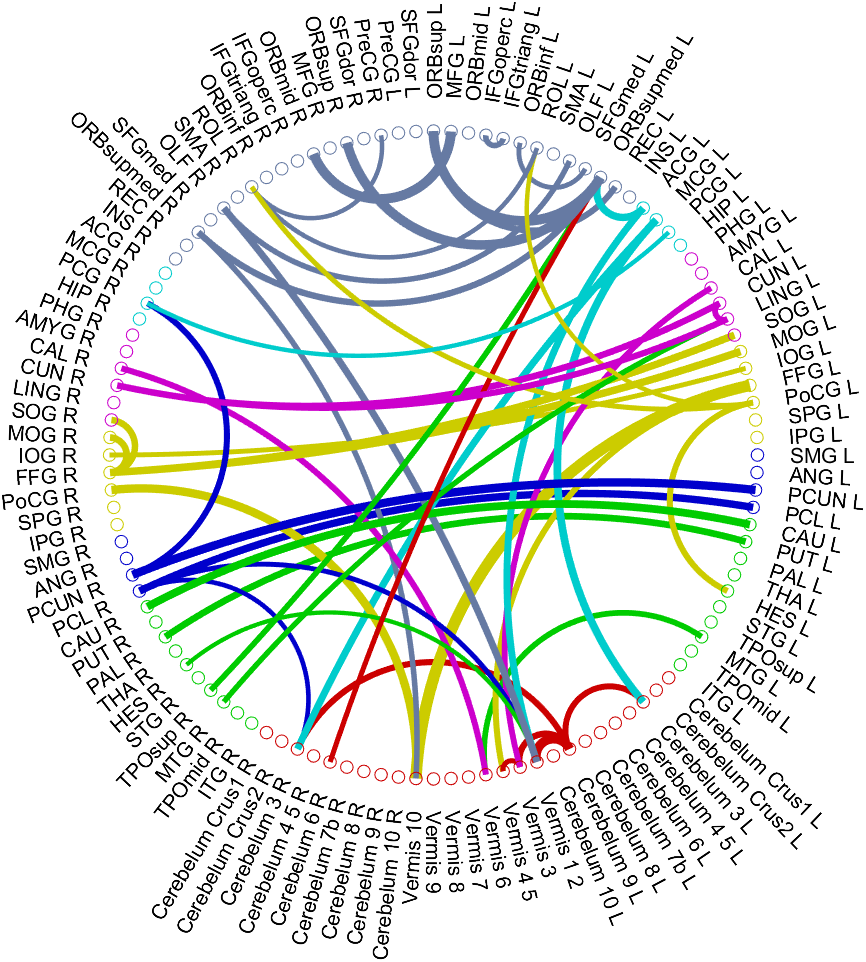 PreCG L
SFGdor L
ORBsup L
MFG L
ORBmid L
IFGoperc L
IFGtriang L
ORBinf L
ROL L
SMA L
OLF L
SFGmed L
ORBsupmed L
REC L
INS L
ACG L
MCG L
PCG L
HIP L
PHG L
AMYG L
CAL L
CUN L
LING L
SOG L
MOG L
IOG L
FFG L
PoCG L
SPG L
IPG L
SMG L
ANG L
PCUN L
PCL L
CAU L
PUT L
PAL L
THA L
HES L
STG L
TPOsup L
MTG L
TPOmid L
ITG L
Cerebelum Crus1 L
Cerebelum Crus2 L
Cerebelum 3 L
Cerebelum 4 5 L
Cerebelum 6 L
Cerebelum 7b L
Cerebelum 8 L
Cerebelum 9 L
Cerebelum 10 L
Vermis 1 2
Vermis 3
Vermis 4 5
Vermis 6
Vermis 7
Vermis 8
Vermis 9
Vermis 10
Cerebelum 10 R
Cerebelum 9 R
Cerebelum 8 R
Cerebelum 7b R
Cerebelum 6 R
Cerebelum 4 5 R
Cerebelum 3 R
Cerebelum Crus2 R
Cerebelum Crus1 R
ITG R
TPOmid R
MTG R
TPOsup R
STG R
HES R
THA R
PAL R
PUT R
CAU R
PCL R
PCUN R
ANG R
SMG R
IPG R
SPG R
PoCG R
FFG R
IOG R
MOG R
SOG R
LING R
CUN R
CAL R
AMYG R
PHG R
HIP R
PCG R
MCG R
ACG R
INS R
REC R
ORBsupmed R
SFGmed R
OLF R
SMA R
ROL R
ORBinf R
IFGtriang R
IFGoperc R
ORBmid R
MFG R
ORBsup R
SFGdor R
PreCG R